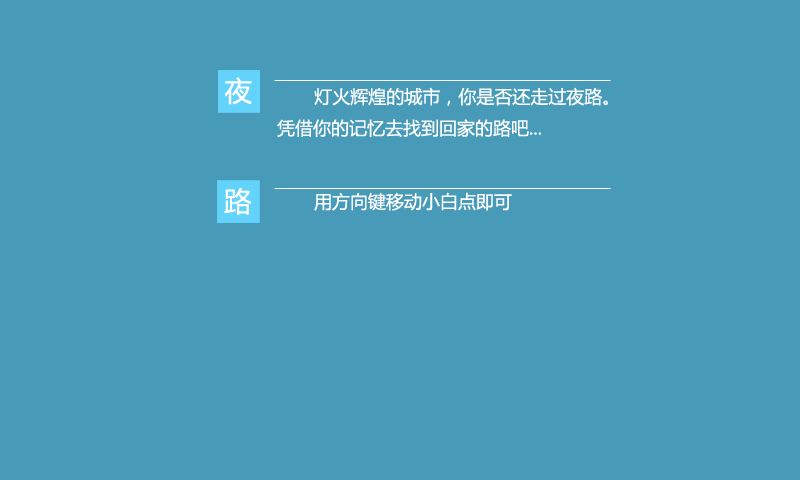 夜
灯火辉煌的城市，你是否还走过夜路。
凭借你的记忆去找到回家的路吧...
路
用方向键移动小白点即可